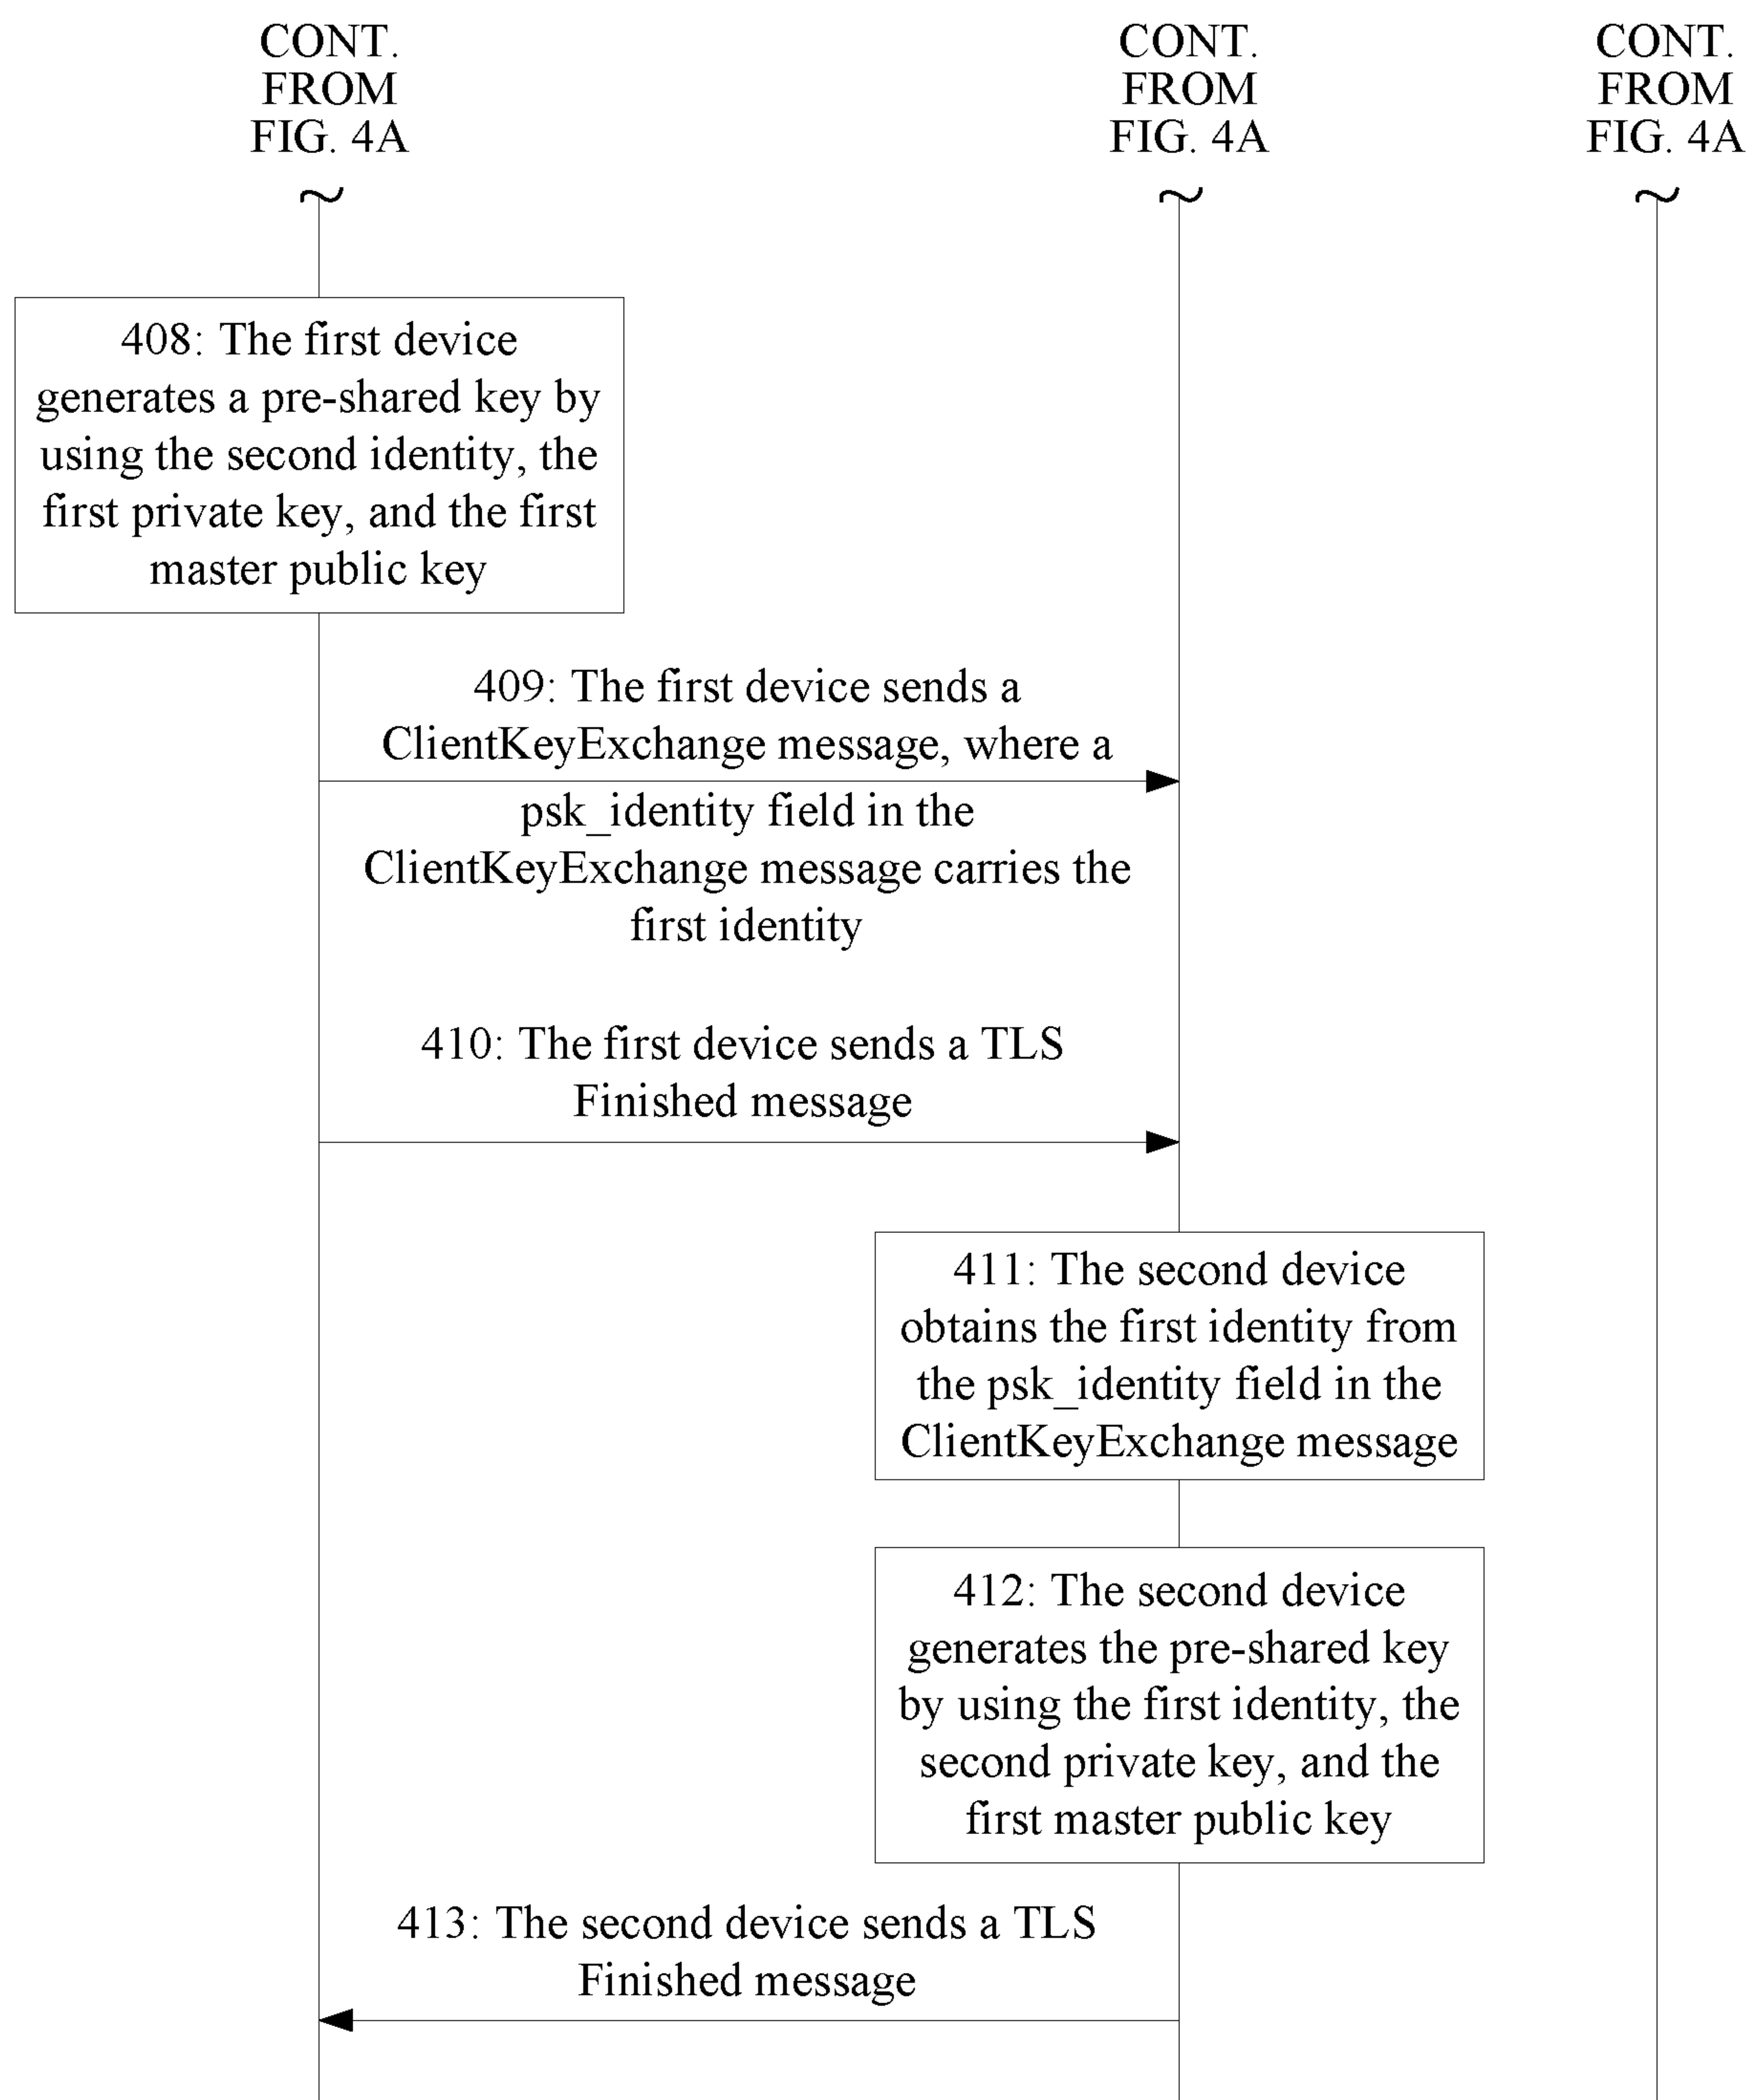 CONT.
FROM
FIG. 4A
CONT.
FROM
FIG. 4A
CONT.
FROM
FIG. 4A
408: The first device
generates a pre-shared key by
using the second identity, the
first private key, and the first
master public key
409: The first device sends a
ClientKeyExchange message, where a
psk_identity field in the
ClientKeyExchange message carries the
first identity
410: The first device sends a TLS
Finished message
411: The second device
obtains the first identity from
the psk_identity field in the
ClientKeyExchange message
412: The second device
generates the pre-shared key
by using the first identity, the
second private key, and the
first master public key
413: The second device sends a TLS
Finished message